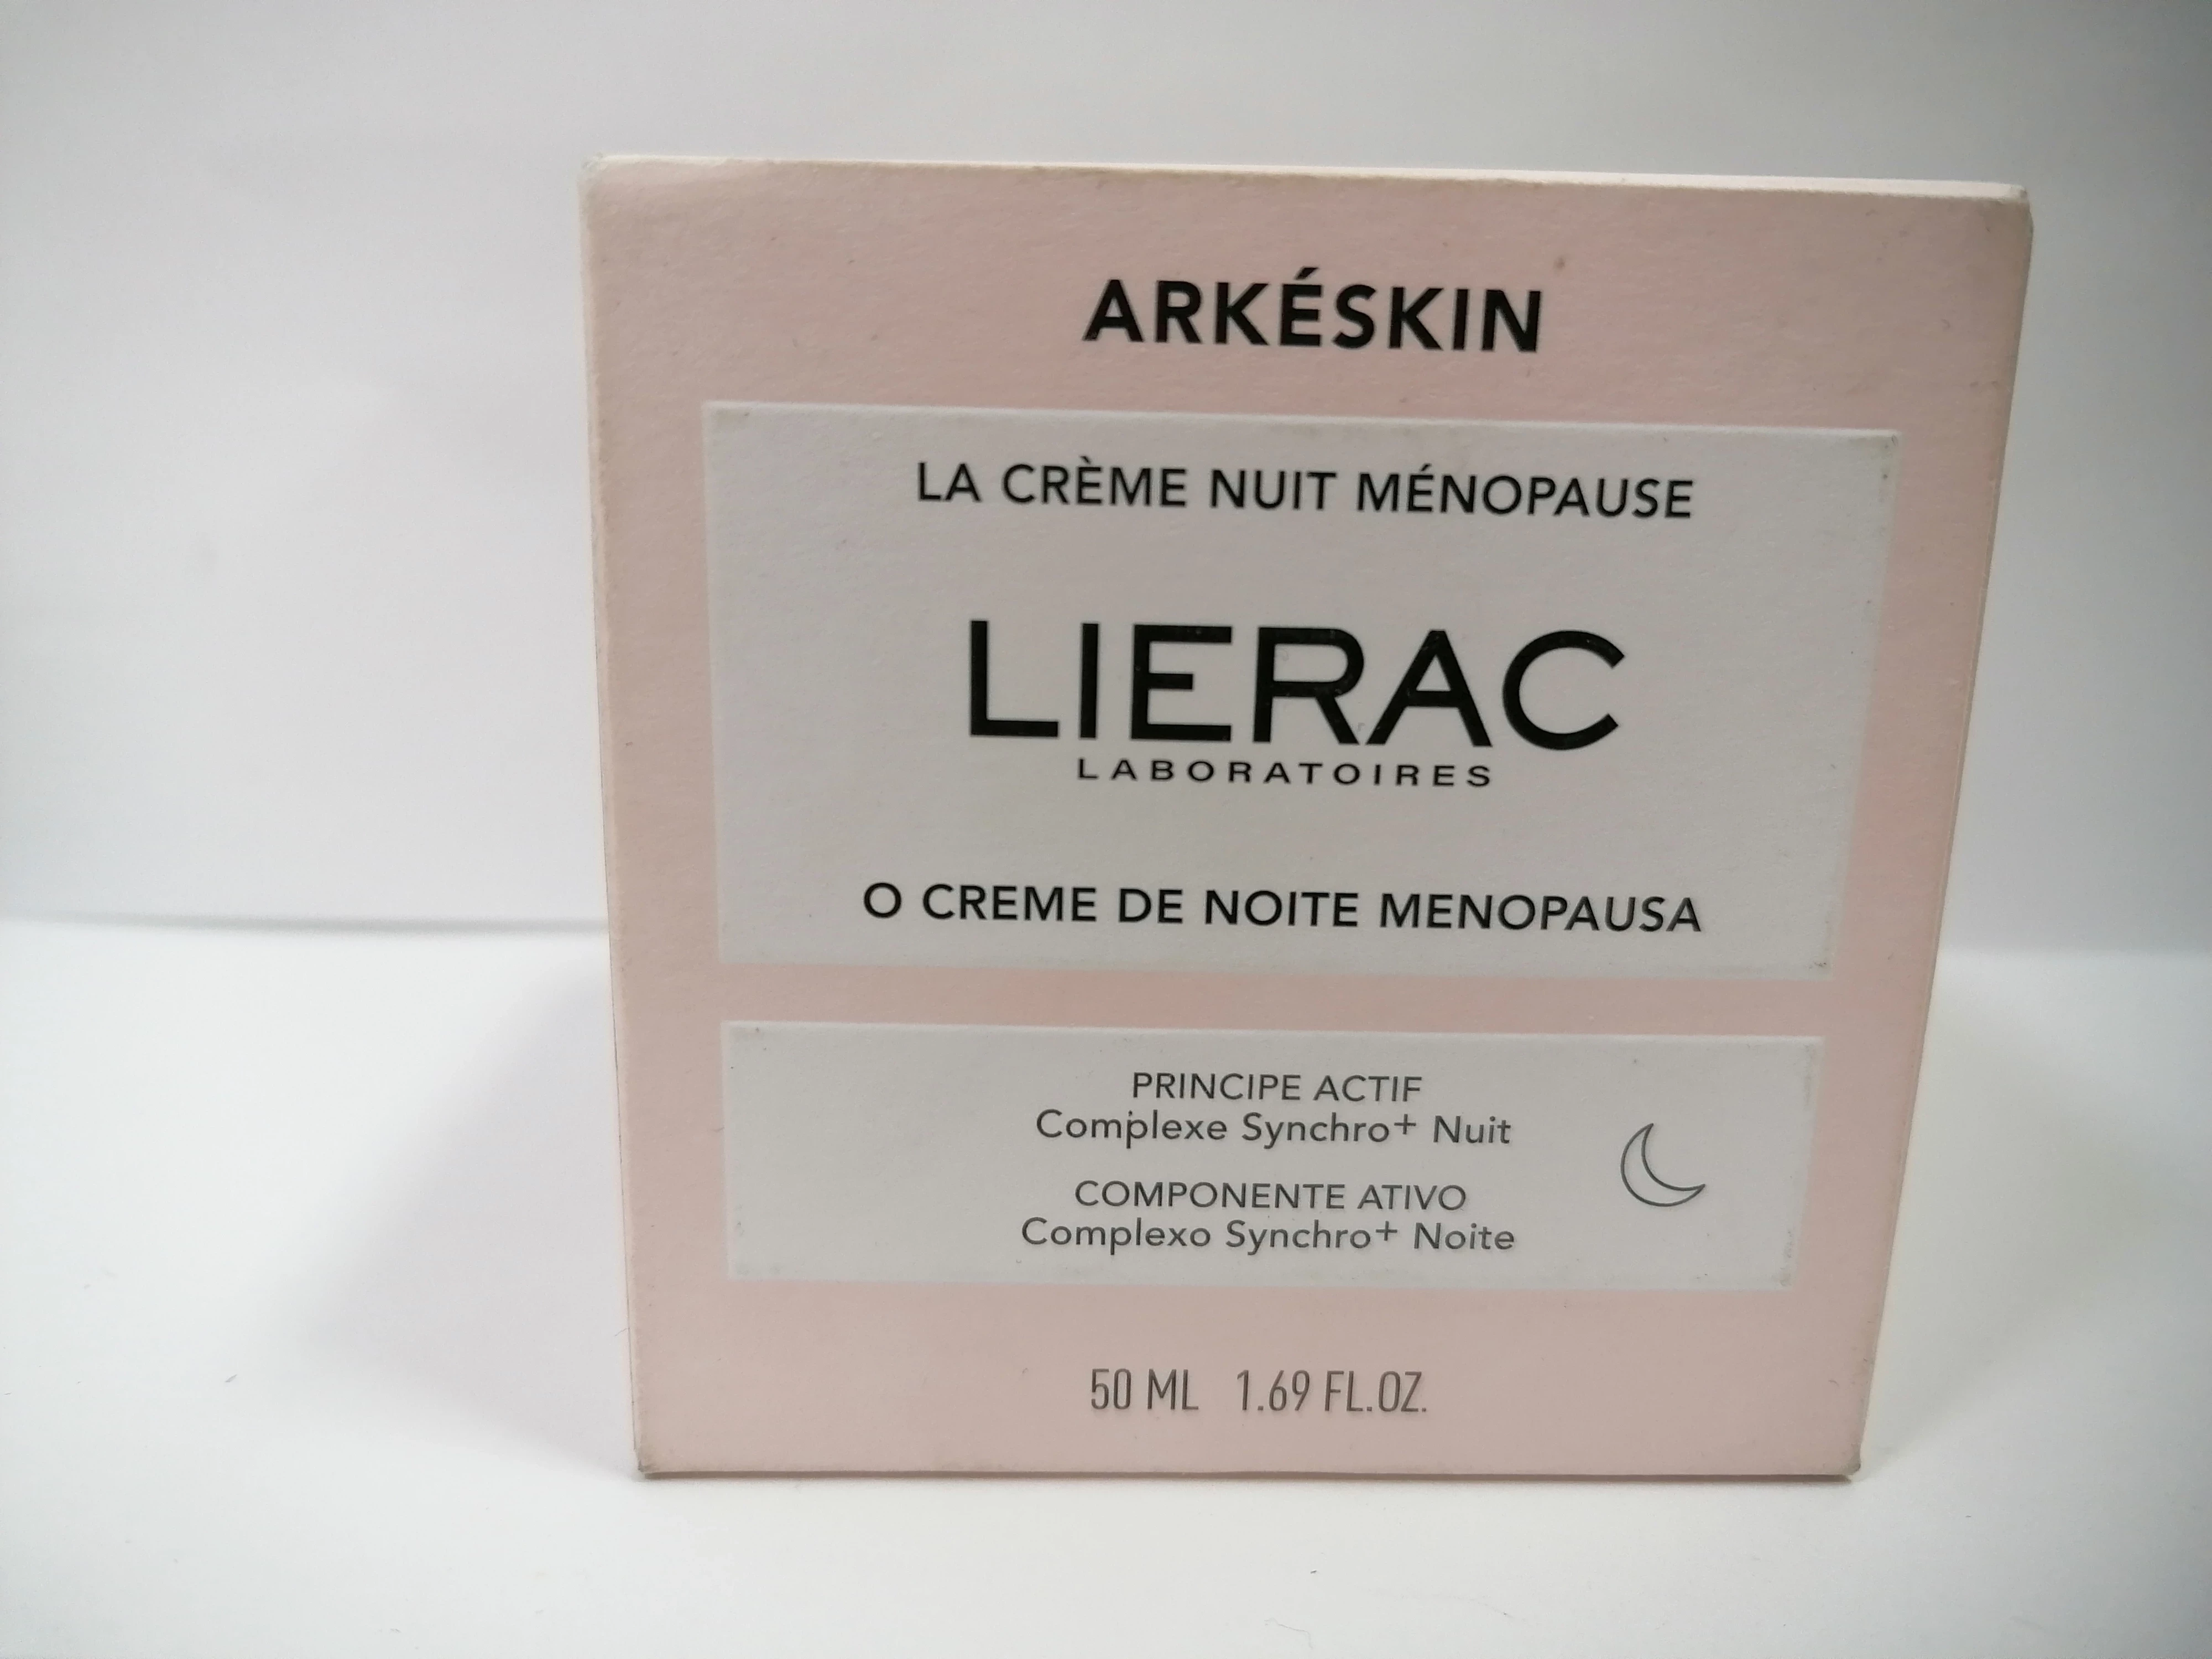 ARKÉSKIN
LA CRÈME NUIT MÉNOPAUSE
LIERAC
LABORATOIRES
O CREME DE NOITE MENOPAUSA
PRINCIPE ACTIF
Complexe Synchro+ Nuit
COMPONENTE ATIVO
Complexo Synchro+ Noite
50 ML 1.69 FL.OZ.